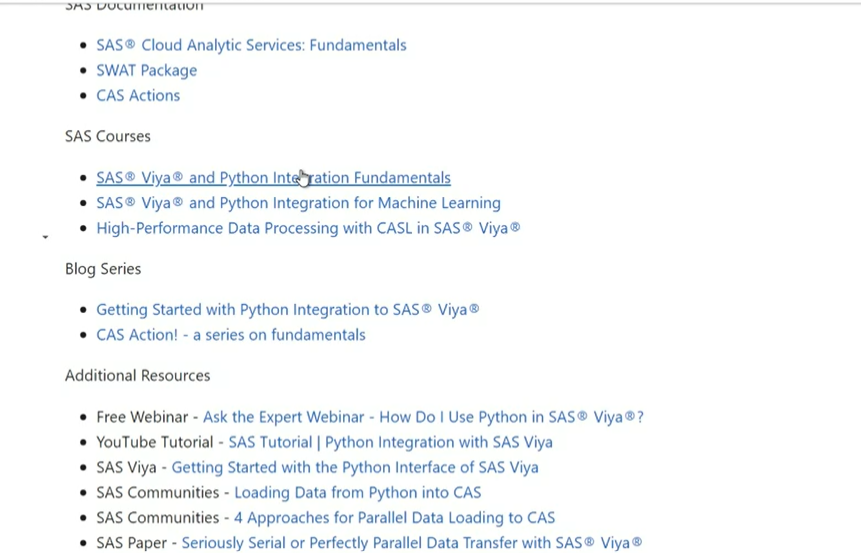 SAS Documentation
SAS® Cloud Analytic Services: Fundamentals
SWAT Package
CAS Actions
SAS Courses
SAS® Viya® and Python Integration Fundamentals
SAS® Viya® and Python Integration for Machine Learning
High-Performance Data Processing with CASL in SAS® Viya®
Blog Series
Getting Started with Python Integration to SAS® Viya®
CAS Action! - a series on fundamentals
Additional Resources
Free Webinar - Ask the Expert Webinar - How Do I Use Python in SAS® Viya®?
YouTube Tutorial - SAS Tutorial | Python Integration with SAS Viya
SAS Viya - Getting Started with the Python Interface of SAS Viya
SAS Communities - Loading Data from Python into CAS
SAS Communities - 4 Approaches for Parallel Data Loading to CAS
SAS Paper - Seriously Serial or Perfectly Parallel Data Transfer with SAS® Viya®